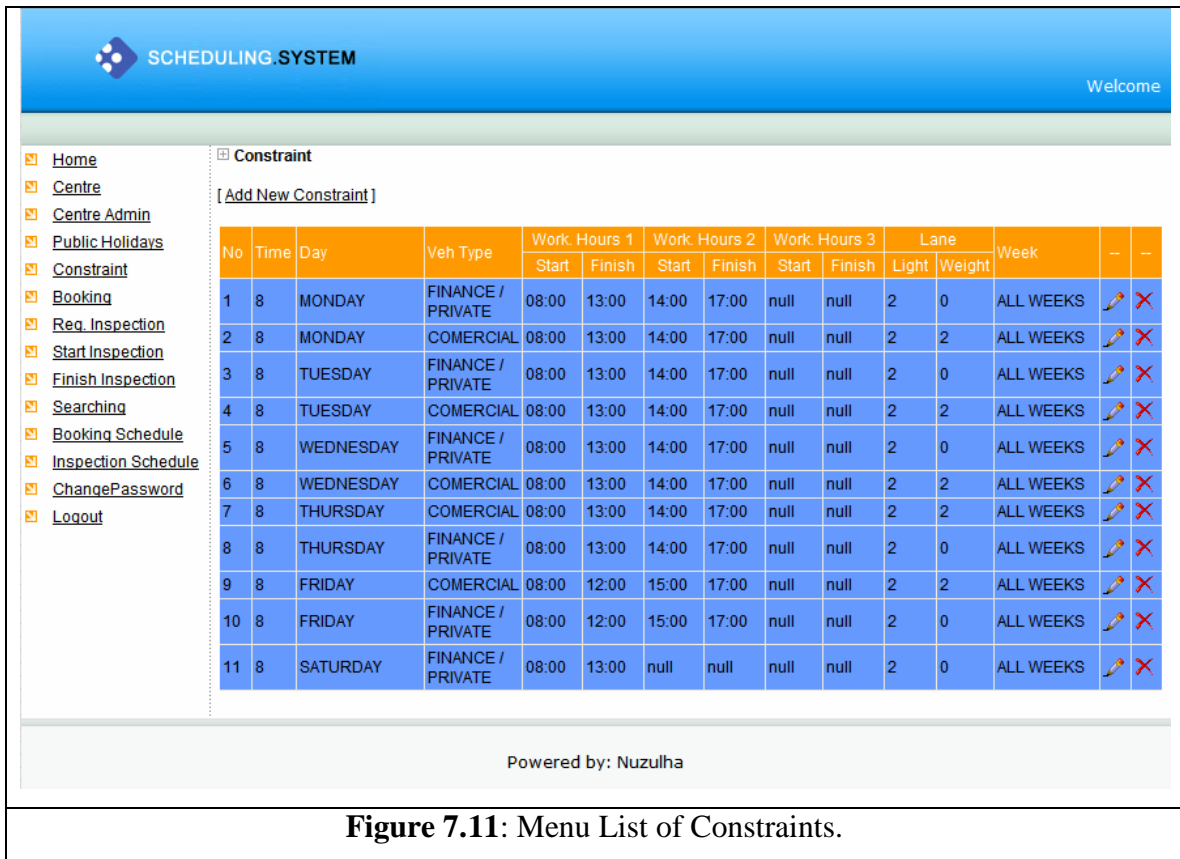 SCHEDULING.SYSTEM
Welcome
Home
Centre
Centre Admin
Public Holidays
Constraint
Booking
Req. Inspection
Start Inspection
Finish Inspection
Searching
Booking Schedule
Inspection Schedule
ChangePassword
Logout
Constraint
[ Add New Constraint ]
No Time Day Veh Type Work. Hours 1 Work. Hours 2 Work. Hours 3 Lane Week -- --
Start Finish Start Finish Start Finish Light Weight
1 8 MONDAY FINANCE / PRIVATE 08:00 13:00 14:00 17:00 null null 2 0 ALL WEEKS
2 8 MONDAY COMERCIAL 08:00 13:00 14:00 17:00 null null 2 2 ALL WEEKS
3 8 TUESDAY FINANCE / PRIVATE 08:00 13:00 14:00 17:00 null null 2 0 ALL WEEKS
4 8 TUESDAY COMERCIAL 08:00 13:00 14:00 17:00 null null 2 2 ALL WEEKS
5 8 WEDNESDAY FINANCE / PRIVATE 08:00 13:00 14:00 17:00 null null 2 0 ALL WEEKS
6 8 WEDNESDAY COMERCIAL 08:00 13:00 14:00 17:00 null null 2 2 ALL WEEKS
7 8 THURSDAY COMERCIAL 08:00 13:00 14:00 17:00 null null 2 2 ALL WEEKS
8 8 THURSDAY FINANCE / PRIVATE 08:00 13:00 14:00 17:00 null null 2 0 ALL WEEKS
9 8 FRIDAY COMERCIAL 08:00 12:00 15:00 17:00 null null 2 2 ALL WEEKS
10 8 FRIDAY FINANCE / PRIVATE 08:00 12:00 15:00 17:00 null null 2 0 ALL WEEKS
11 8 SATURDAY FINANCE / PRIVATE 08:00 13:00 null null null null 2 0 ALL WEEKS
Powered by: Nuzulha
Figure 7.11: Menu List of Constraints.